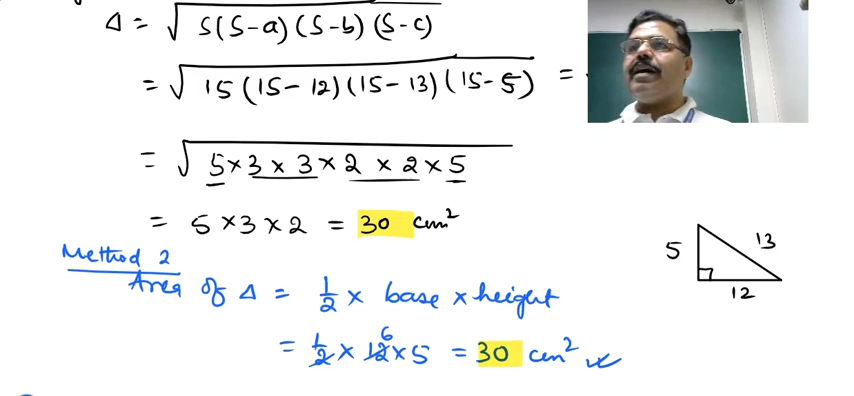 Δ = √S(S-a)(S-b)(S-c)
= √15(15-12)(15-13)(15-5) =
= √5×3×3×2×2×5
= 5×3×2 = 30 cm²
Method 2
Area of Δ = 1/2 × base × height
= 1/2 × 12 6 × 5 = 30 cm²
5 13
12